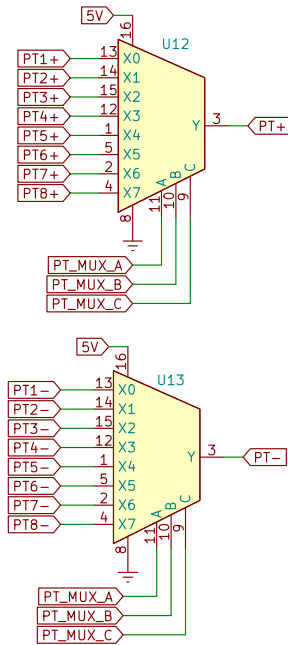 5V
16
U12
PT1+ 13 X0
PT2+ 14 X1
PT3+ 15 X2
PT4+ 12 X3
PT5+ 1 X4
PT6+ 5 X5
PT7+ 2 X6
PT8+ 4 X7
Y 3 PT+
A B C
8 11 10 9
PT_MUX_A
PT_MUX_B
PT_MUX_C
5V
16
U13
PT1- 13 X0
PT2- 14 X1
PT3- 15 X2
PT4- 12 X3
PT5- 1 X4
PT6- 5 X5
PT7- 2 X6
PT8- 4 X7
Y 3 PT-
A B C
8 11 10 9
PT_MUX_A
PT_MUX_B
PT_MUX_C